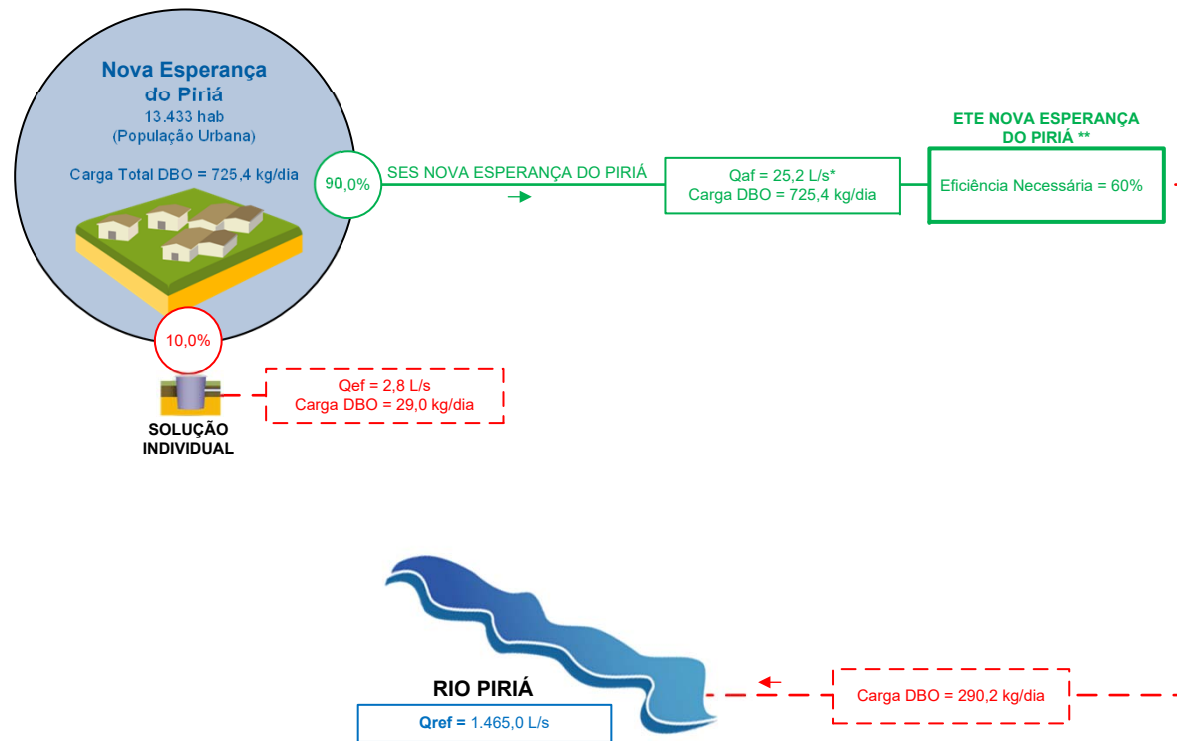 Nova Esperança
do Piriá
13.433 hab
(População Urbana)
Carga Total DBO = 725,4 kg/dia
90,0%
SES NOVA ESPERANÇA DO PIRIÁ
Qaf = 25,2 L/s*
Carga DBO = 725,4 kg/dia
ETE NOVA ESPERANÇA
DO PIRIÁ **
Eficiência Necessária = 60%
10,0%
Qef = 2,8 L/s
Carga DBO = 29,0 kg/dia
SOLUÇÃO
INDIVIDUAL
RIO PIRIÁ
Qref = 1.465,0 L/s
Carga DBO = 290,2 kg/dia